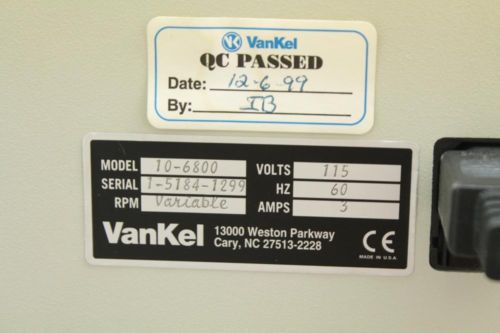 VK VanKel
QC PASSED
Date: 12-6-99
By: IB
MODEL 10-6800 VOLTS 115
SERIAL 1-5184-1299 HZ 60
RPM Variable AMPS 3
VanKel 13000 Weston Parkway
Cary, NC 27513-2228
CE
MADE IN U.S.A.